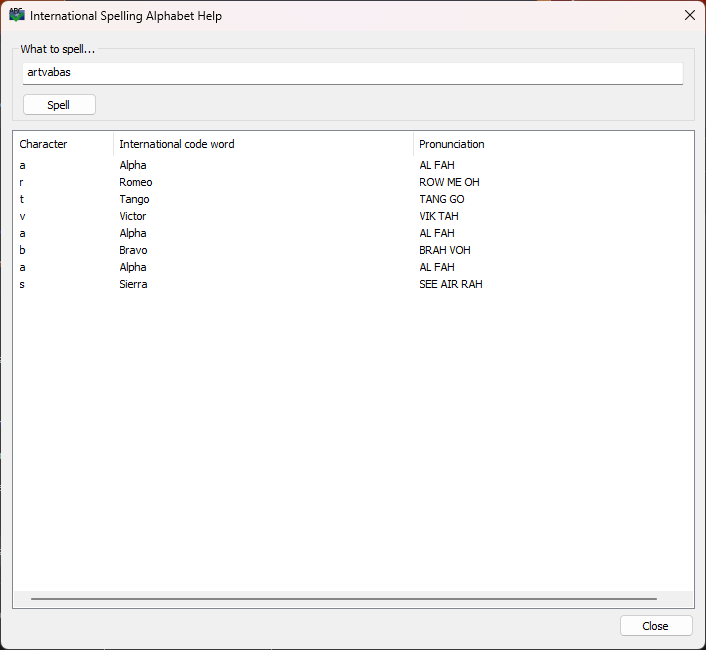 ABC
International Spelling Alphabet Help
What to spell...
artvabas
Spell
Character International code word Pronunciation
a Alpha AL FAH
r Romeo ROW ME OH
t Tango TANG GO
v Victor VIK TAH
a Alpha AL FAH
b Bravo BRAH VOH
a Alpha AL FAH
s Sierra SEE AIR RAH
Close